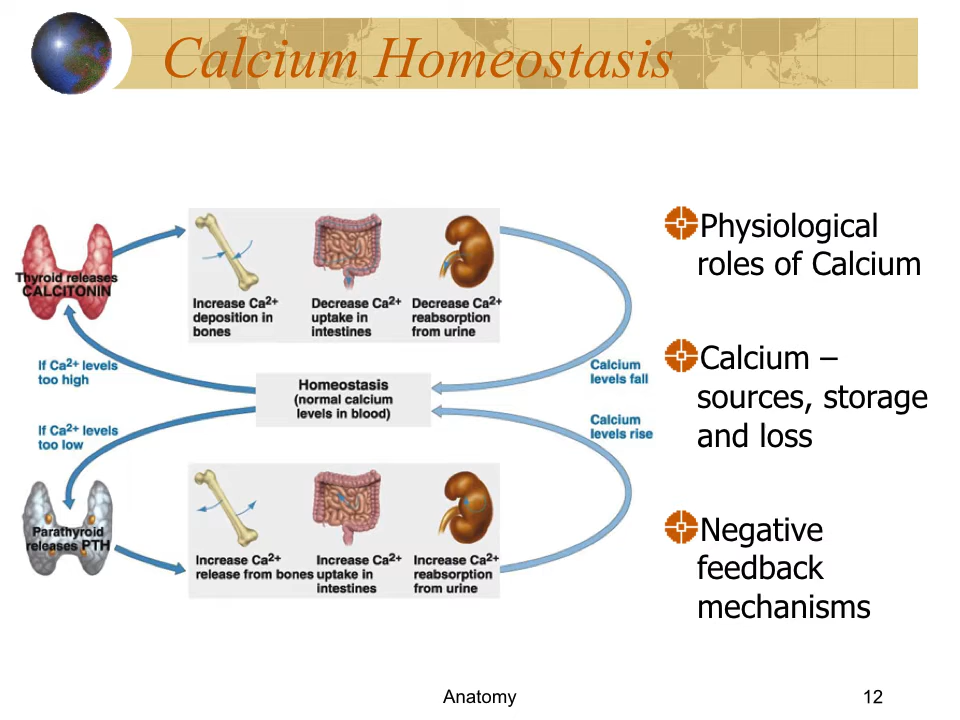 Calcium Homeostasis
Thyroid releases
CALCITONIN
Increase Ca2+
deposition in
bones
Decrease Ca2+
uptake in
intestines
Decrease Ca2+
reabsorption
from urine
If Ca2+ levels
too high
Calcium
levels fall
Homeostasis
(normal calcium
levels in blood)
If Ca2+ levels
too low
Calcium
levels rise
Parathyroid
releases PTH
Increase Ca2+
release from bones
Increase Ca2+
uptake in
intestines
Increase Ca2+
reabsorption
from urine
Physiological
roles of Calcium
Calcium –
sources, storage
and loss
Negative
feedback
mechanisms
Anatomy
12